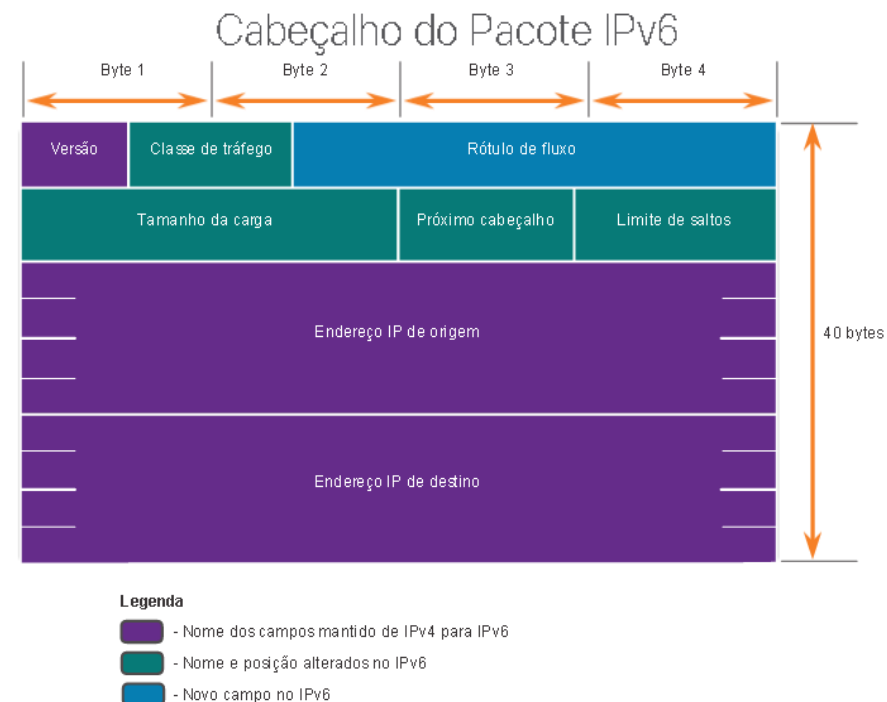 Cabeçalho do Pacote IPv6
Byte 1 Byte 2 Byte 3 Byte 4
Versão Classe de tráfego Rótulo de fluxo
Tamanho da carga Próximo cabeçalho Limite de saltos
Endereço IP de origem
40 bytes
Endereço IP de destino
Legenda
- Nome dos campos mantido de IPv4 para IPv6
- Nome e posição alterados no IPv6
- Novo campo no IPv6